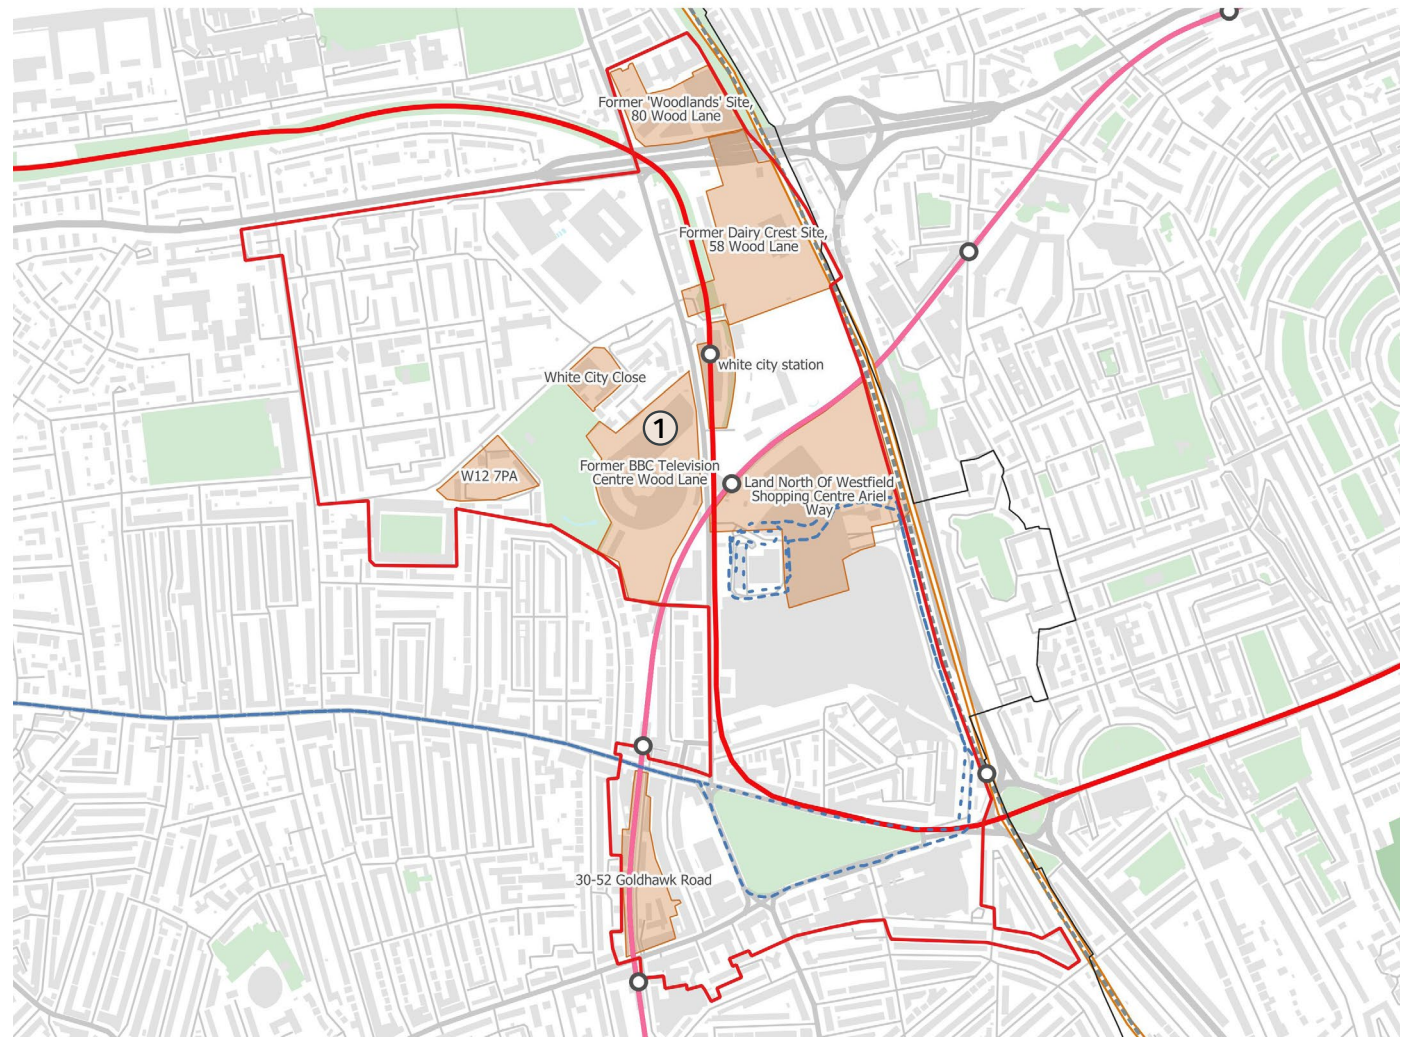 Former 'Woodlands' Site,
80 Wood Lane
Former Dairy Crest Site,
58 Wood Lane
white city station
White City Close
1
Former BBC Television
Centre Wood Lane
W12 7PA
Land North Of Westfield
Shopping Centre Ariel
Way
30-52 Goldhawk Road